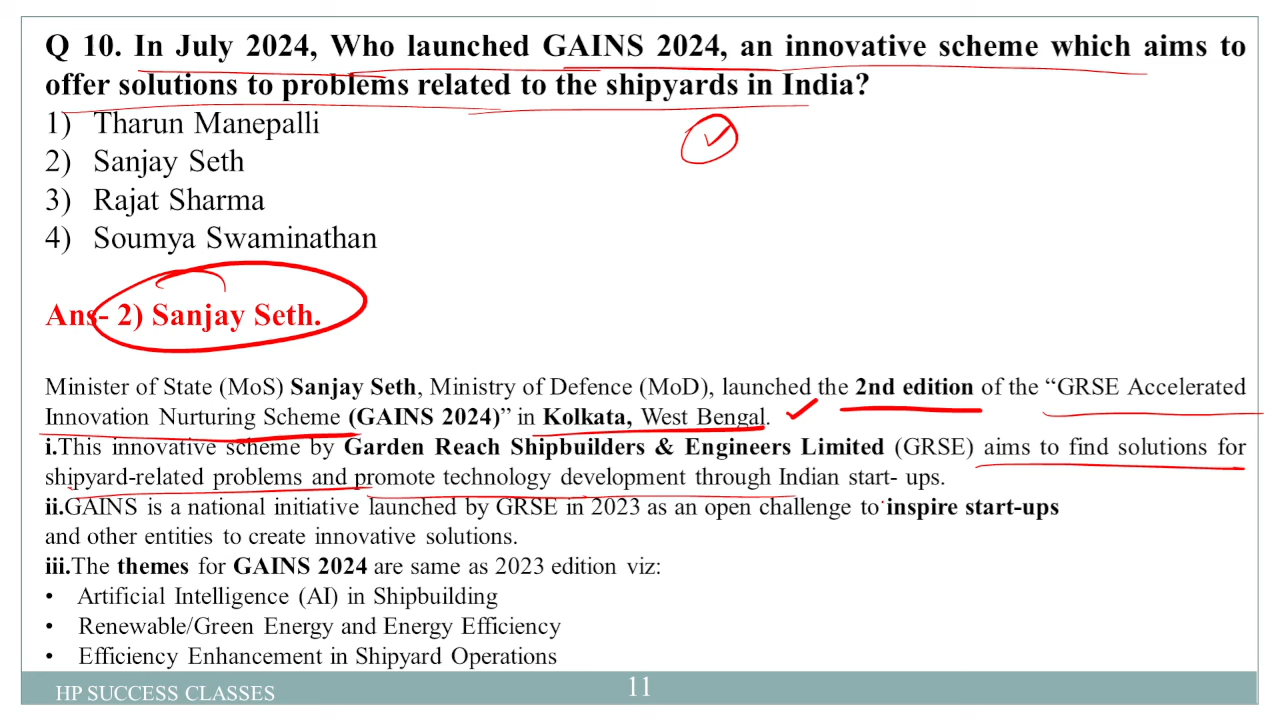 Q 10. In July 2024, Who launched GAINS 2024, an innovative scheme which aims to
offer solutions to problems related to the shipyards in India?
1) Tharun Manepalli
2) Sanjay Seth
3) Rajat Sharma
4) Soumya Swaminathan
Ans- 2) Sanjay Seth.
Minister of State (MoS) Sanjay Seth, Ministry of Defence (MoD), launched the 2nd edition of the “GRSE Accelerated
Innovation Nurturing Scheme (GAINS 2024)” in Kolkata, West Bengal.
i.This innovative scheme by Garden Reach Shipbuilders & Engineers Limited (GRSE) aims to find solutions for
shipyard-related problems and promote technology development through Indian start- ups.
ii.GAINS is a national initiative launched by GRSE in 2023 as an open challenge to inspire start-ups
and other entities to create innovative solutions.
iii.The themes for GAINS 2024 are same as 2023 edition viz:
• Artificial Intelligence (AI) in Shipbuilding
• Renewable/Green Energy and Energy Efficiency
• Efficiency Enhancement in Shipyard Operations
HP SUCCESS CLASSES 11